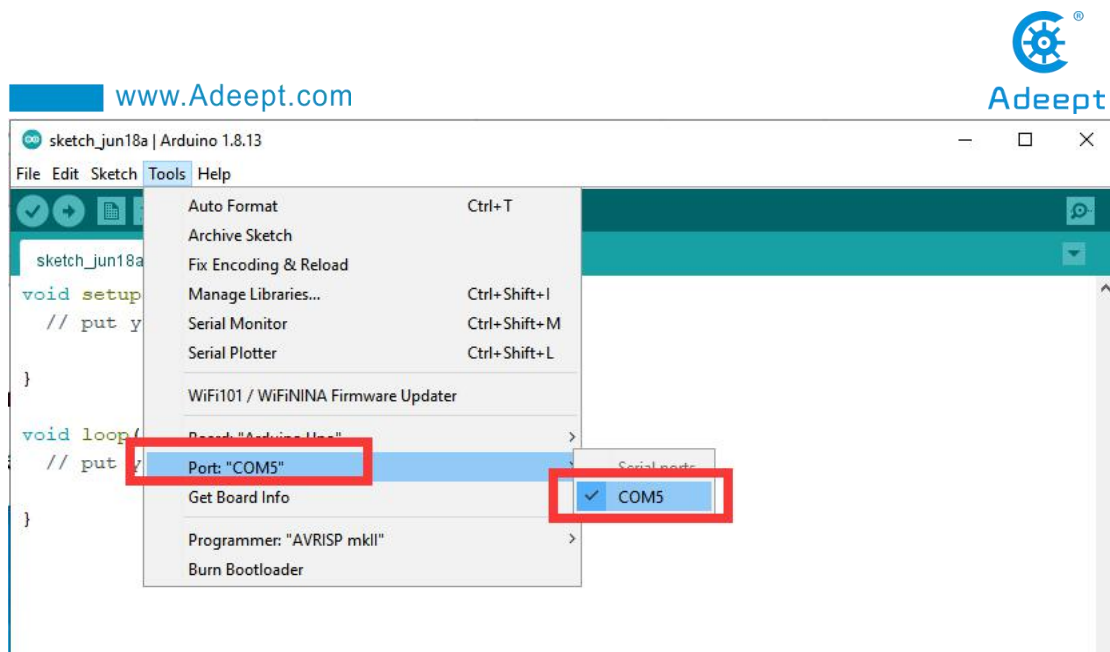 www.Adeept.com
Adeept
®
sketch_jun18a | Arduino 1.8.13
File Edit Sketch Tools Help
Auto Format Ctrl+T
Archive Sketch
sketch_jun18a
Fix Encoding & Reload
void setup
Manage Libraries... Ctrl+Shift+I
// put y
Serial Monitor Ctrl+Shift+M
Serial Plotter Ctrl+Shift+L
}
WiFi101 / WiFiNINA Firmware Updater
void loop(
Board: "Arduino Uno"
// put y
Port: "COM5"
Serial ports
Get Board Info
COM5
}
Programmer: "AVRISP mkII"
Burn Bootloader